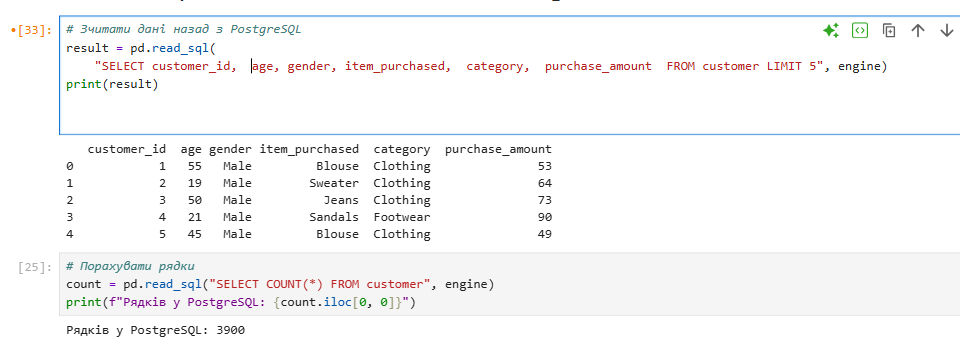 [33]:
# Зчитати дані назад з PostgreSQL
result = pd.read_sql(
    "SELECT customer_id,  age, gender, item_purchased,  category,  purchase_amount  FROM customer LIMIT 5", engine)
print(result)
   customer_id  age gender item_purchased  category  purchase_amount
0            1   55   Male         Blouse  Clothing               53
1            2   19   Male        Sweater  Clothing               64
2            3   50   Male          Jeans  Clothing               73
3            4   21   Male        Sandals  Footwear               90
4            5   45   Male         Blouse  Clothing               49
[25]:
# Порахувати рядки
count = pd.read_sql("SELECT COUNT(*) FROM customer", engine)
print(f"Рядків у PostgreSQL: {count.iloc[0, 0]}")
Рядків у PostgreSQL: 3900